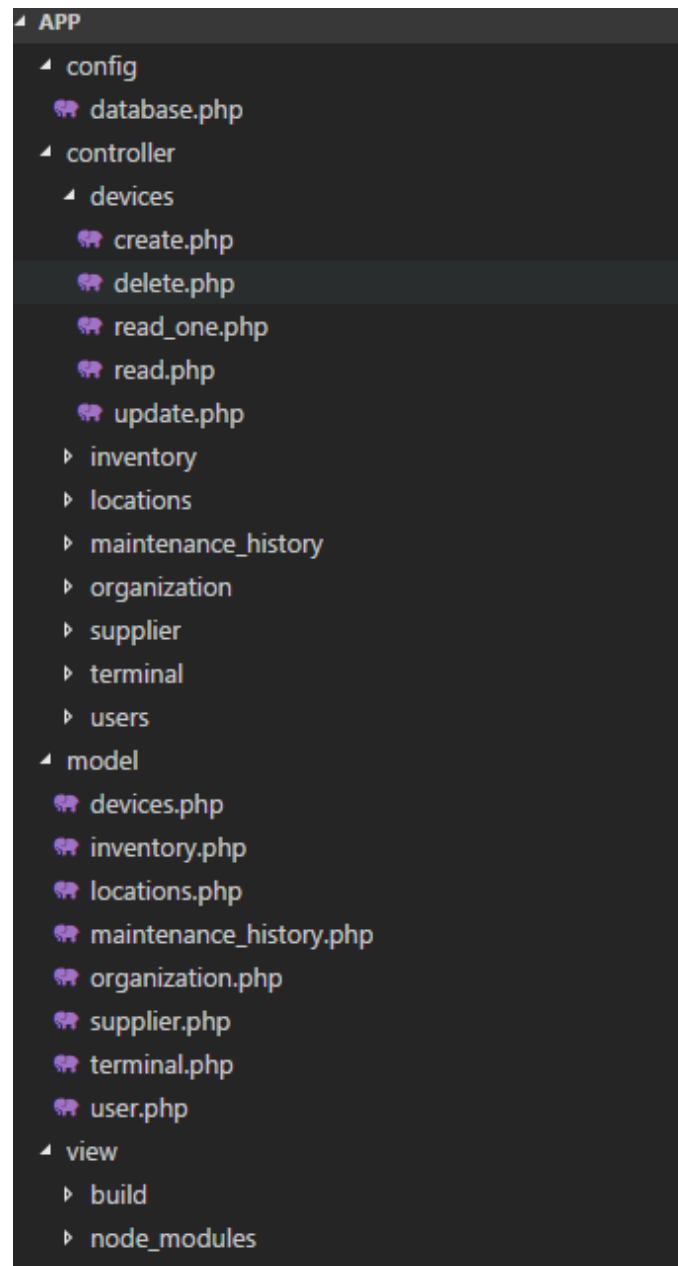 APP
config
database.php
controller
devices
create.php
delete.php
read_one.php
read.php
update.php
inventory
locations
maintenance_history
organization
supplier
terminal
users
model
devices.php
inventory.php
locations.php
maintenance_history.php
organization.php
supplier.php
terminal.php
user.php
view
build
node_modules